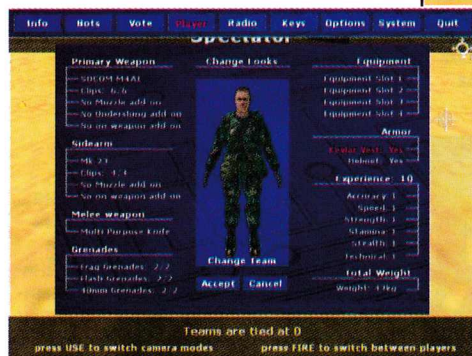 Info Bots Vote Player Radio Keys Options System Quit
Spectator
Primary Weapon
SOCOM M4A1
Clips: 6/6
No Muzzle add on
No Underslung add on
No on-weapon add on
Sidearm
Mk 23
Clips: 4/4
No Muzzle add on
No on weapon add on
Melee weapon
Multi Purpose Knife
Grenades
Frag Grenades: 2/2
Flash Grenades: 2/2
40mm Grenades: 2/2
Change Looks
Change Team
Accept Cancel
Equipment
Equipment Slot 1
Equipment Slot 2
Equipment Slot 3
Equipment Slot 4
Armor
Kevlar Vest: Yes
Helmet: Yes
Experience: 10
Accuracy: 1
Speed: 3
Strength: 1
Stamina: 1
Stealth: 1
Technical: 1
Total Weight
Weight:
Teams are tied at 0
press USE to switch camera modes press FIRE to switch between players